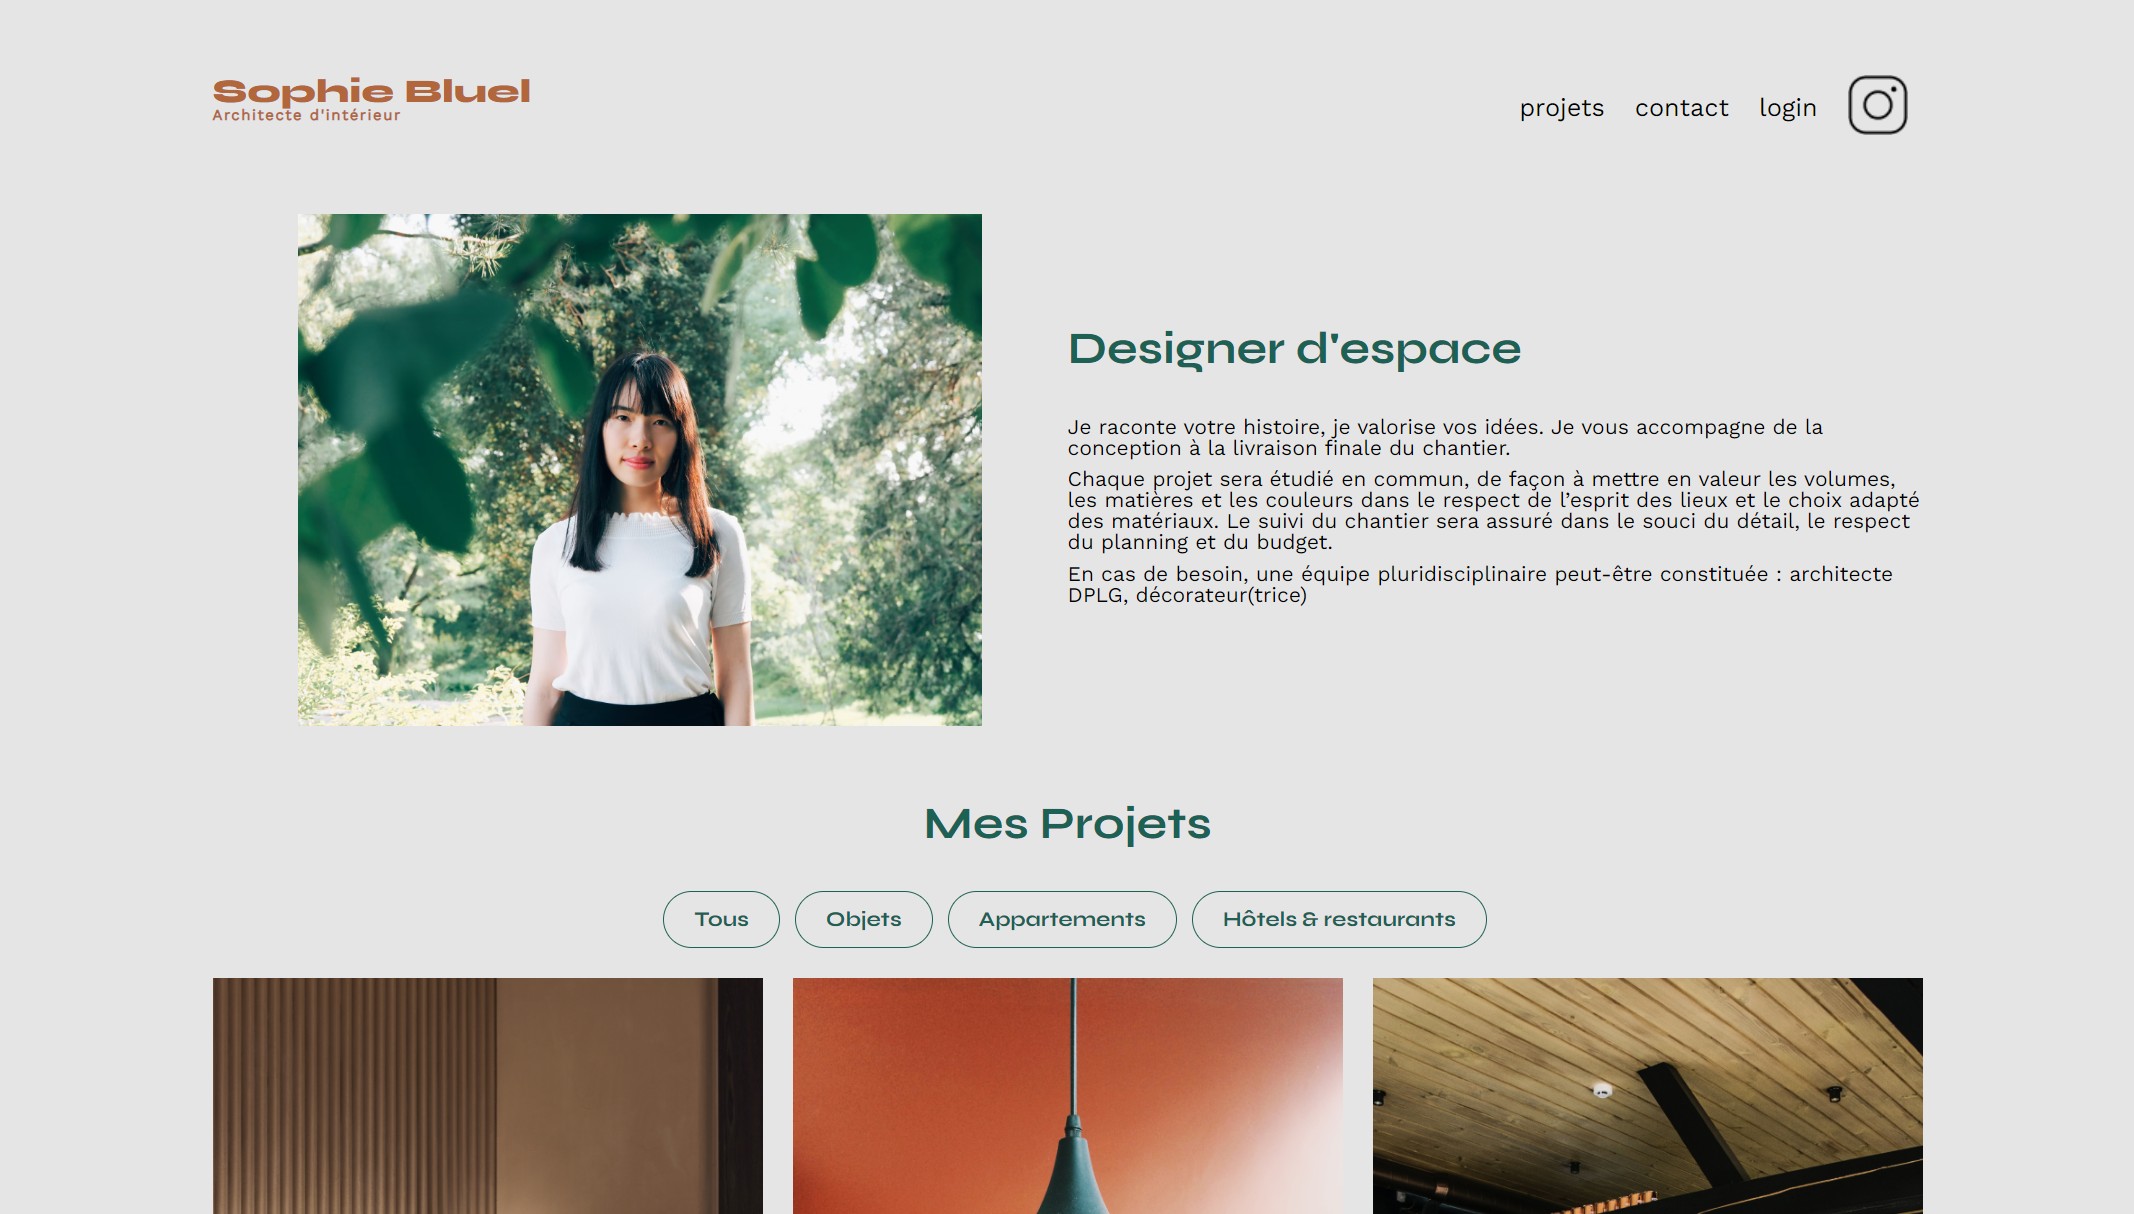 Sophie Bluel
Architecte d'intérieur
projets contact login
Designer d'espace
Je raconte votre histoire, je valorise vos idées. Je vous accompagne de la
conception à la livraison finale du chantier.
Chaque projet sera étudié en commun, de façon à mettre en valeur les volumes,
les matières et les couleurs dans le respect de l’esprit des lieux et le choix adapté
des matériaux. Le suivi du chantier sera assuré dans le souci du détail, le respect
du planning et du budget.
En cas de besoin, une équipe pluridisciplinaire peut-être constituée : architecte
DPLG, décorateur(trice)
Mes Projets
Tous Objets Appartements Hôtels & restaurants